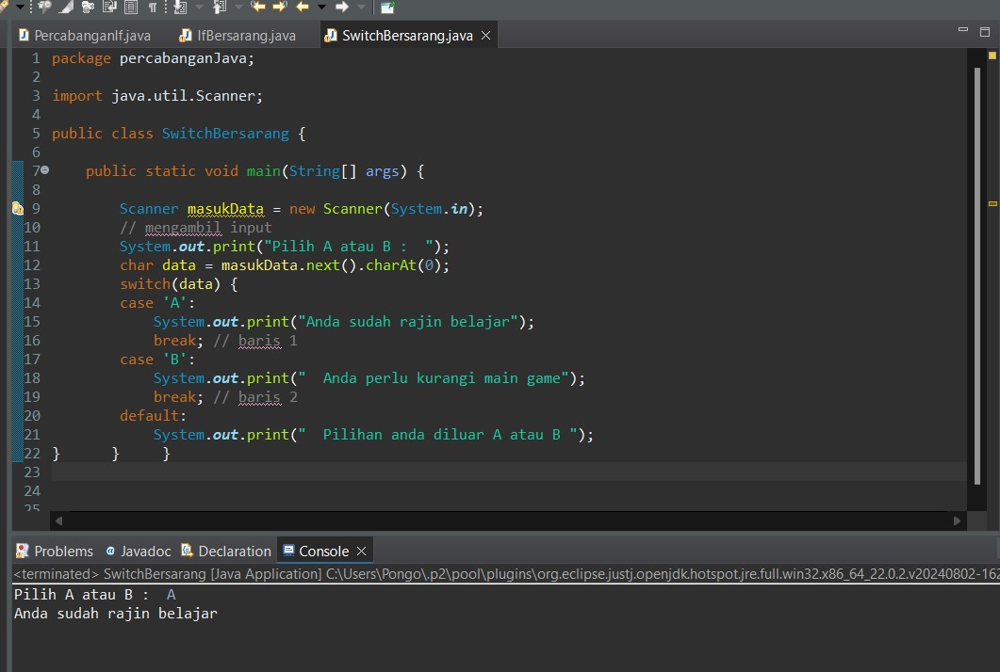 PercabanganIf.java IfBersarang.java SwitchBersarang.java
1 package percabanganJava;
2
3 import java.util.Scanner;
4
5 public class SwitchBersarang {
6
7 public static void main(String[] args) {
8
9 Scanner masukData = new Scanner(System.in);
10 // mengambil input
11 System.out.print("Pilih A atau B :  ");
12 char data = masukData.next().charAt(0);
13 switch(data) {
14 case 'A':
15 System.out.print("Anda sudah rajin belajar");
16 break; // baris 1
17 case 'B':
18 System.out.print("  Anda perlu kurangi main game");
19 break; // baris 2
20 default:
21 System.out.print("  Pilihan anda diluar A atau B ");
22 } } }
23
24
25
Problems @ Javadoc Declaration Console
<terminated> SwitchBersarang [Java Application] C:\Users\Pongo\.p2\pool\plugins\org.eclipse.justj.openjdk.hotspot.jre.full.win32.x86_64_22.0.2.v20240802-162
Pilih A atau B :  A
Anda sudah rajin belajar